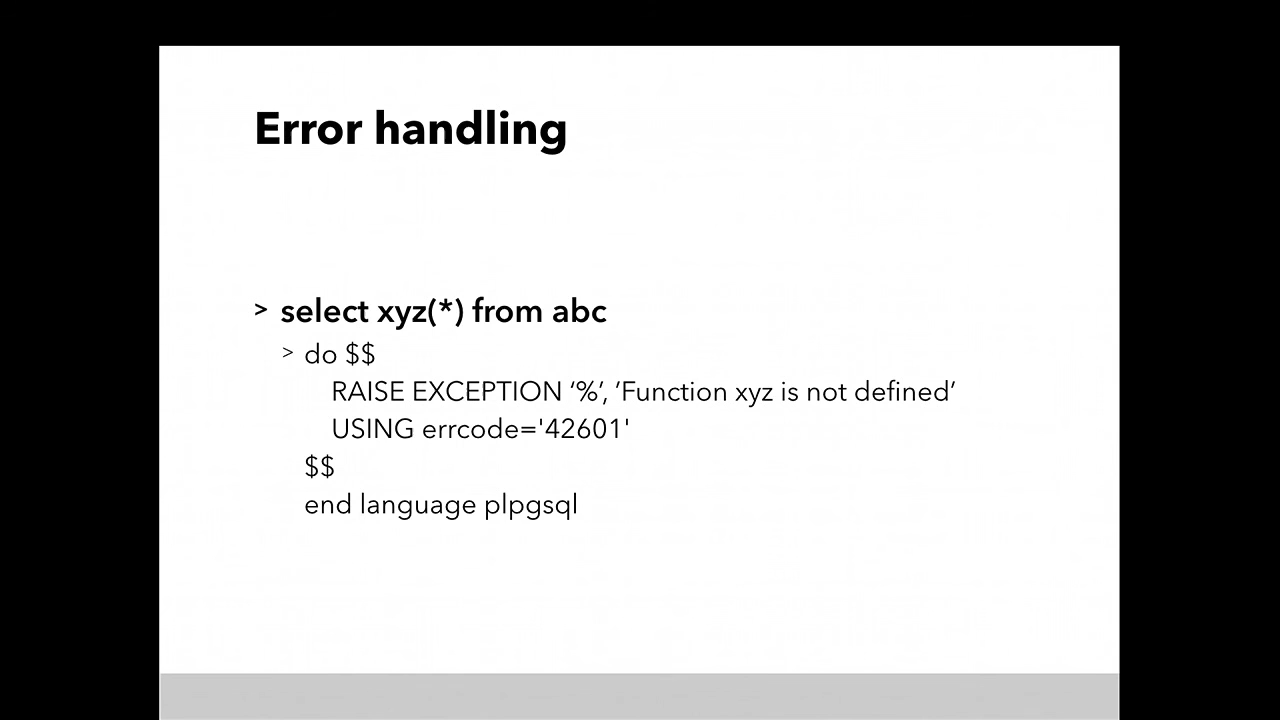 Error handling
> select xyz(*) from abc
> do $$
RAISE EXCEPTION ‘%’, ’Function xyz is not defined’
USING errcode='42601'
$$
end language plpgsql